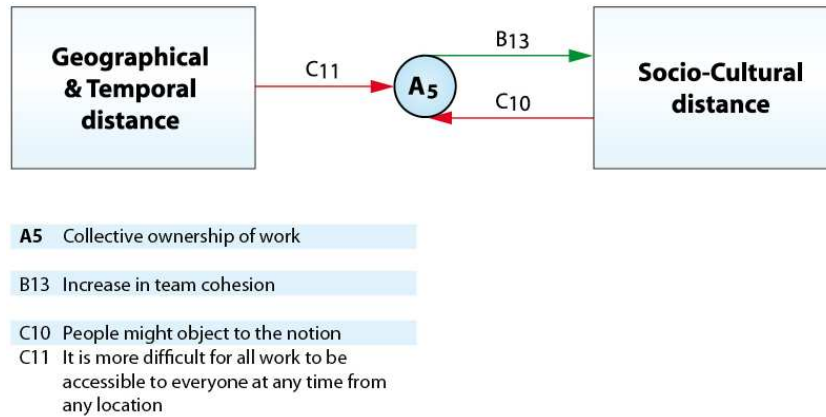 Geographical
& Temporal
distance
C11
A5
B13
C10
Socio-Cultural
distance
A5 Collective ownership of work
B13 Increase in team cohesion
C10 People might object to the notion
C11 It is more difficult for all work to be
accessible to everyone at any time from
any location